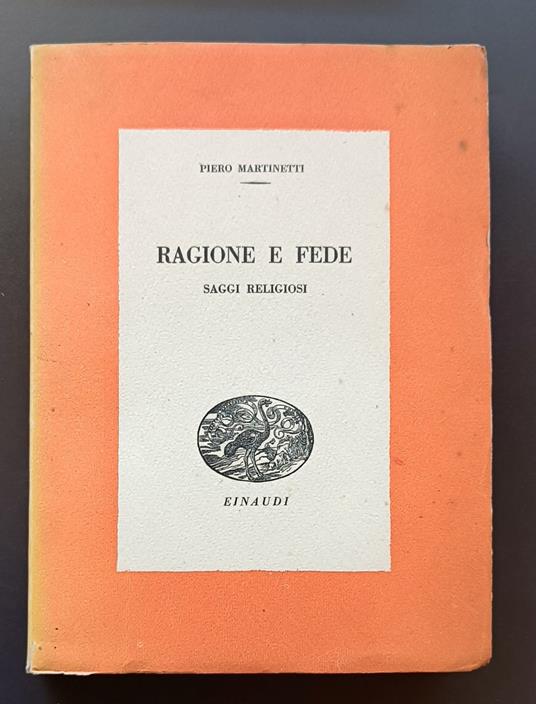 PIERO MARTINETTI
RAGIONE E FEDE
SAGGI RELIGIOSI
EINAUDI